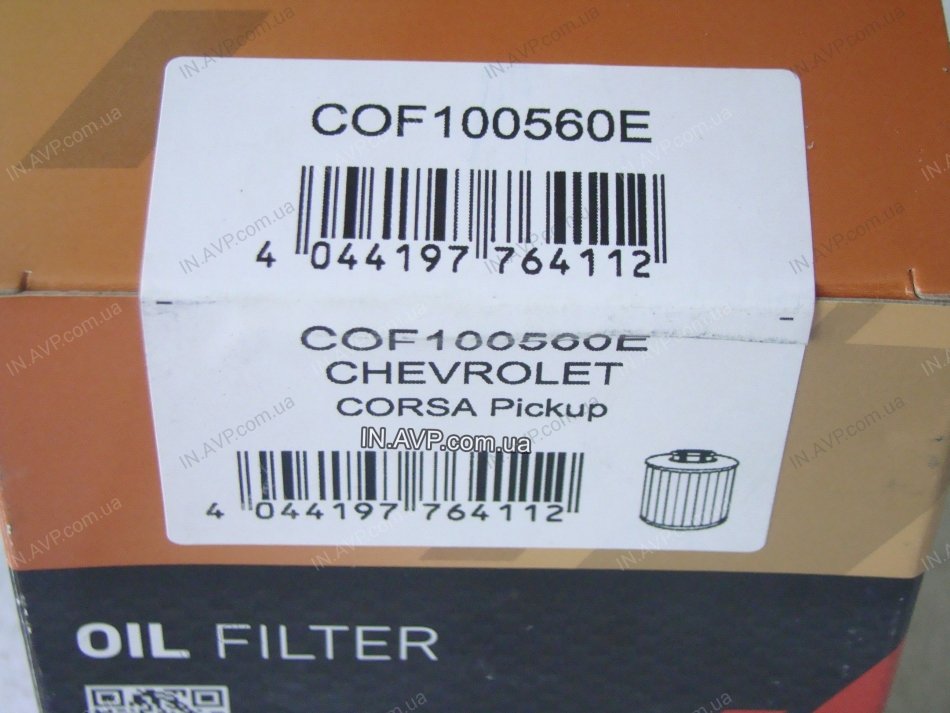 COF100560E
4 044197 764112
COF100560E
CHEVROLET
CORSA Pickup
IN.AVP.com.ua
4 044197 764112
OIL FILTER